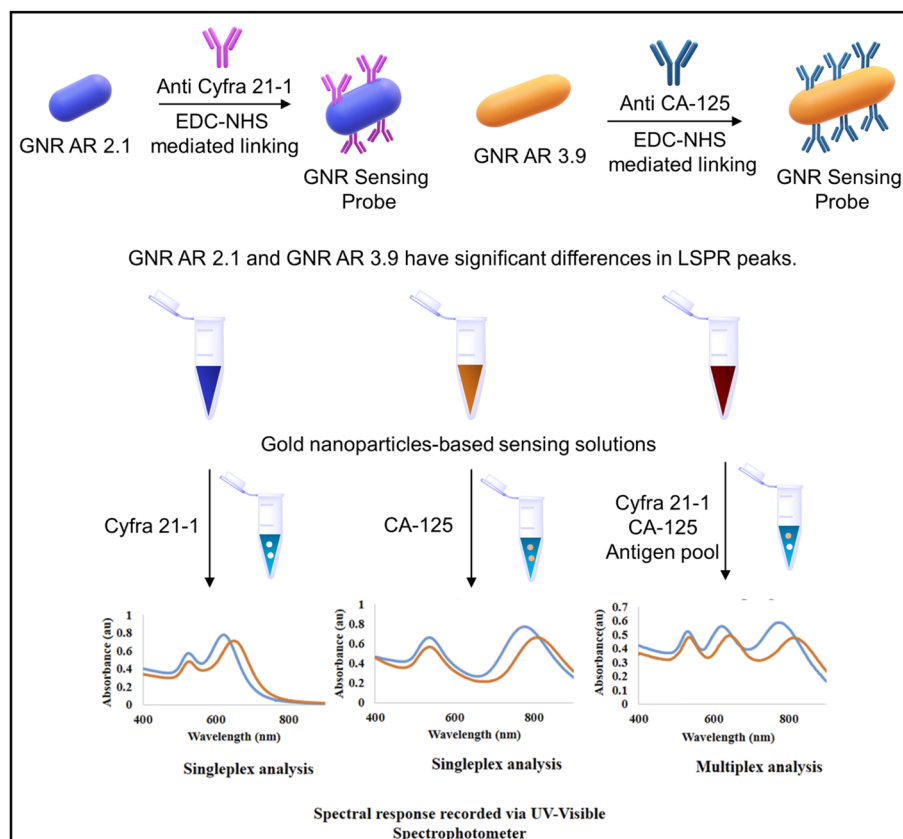 Anti Cyfra 21-1
EDC-NHS
mediated linking
GNR AR 2.1
GNR Sensing
Probe
Anti CA-125
EDC-NHS
mediated linking
GNR AR 3.9
GNR Sensing
Probe
GNR AR 2.1 and GNR AR 3.9 have significant differences in LSPR peaks.
Gold nanoparticles-based sensing solutions
Cyfra 21-1
CA-125
Cyfra 21-1
CA-125
Antigen pool
Absorbance (au)
1
0.8
0.6
0.4
0.2
0
400
600
800
Wavelength (nm)
Singleplex analysis
Absorbance (au)
1
0.8
0.6
0.4
0.2
0
400
600
800
Wavelength (nm)
Singleplex analysis
Absorbance(au)
0.7
0.6
0.5
0.4
0.3
0.2
0.1
0
400
600
800
Wavelength (nm)
Multiplex analysis
Spectral response recorded via UV-Visible
Spectrophotometer